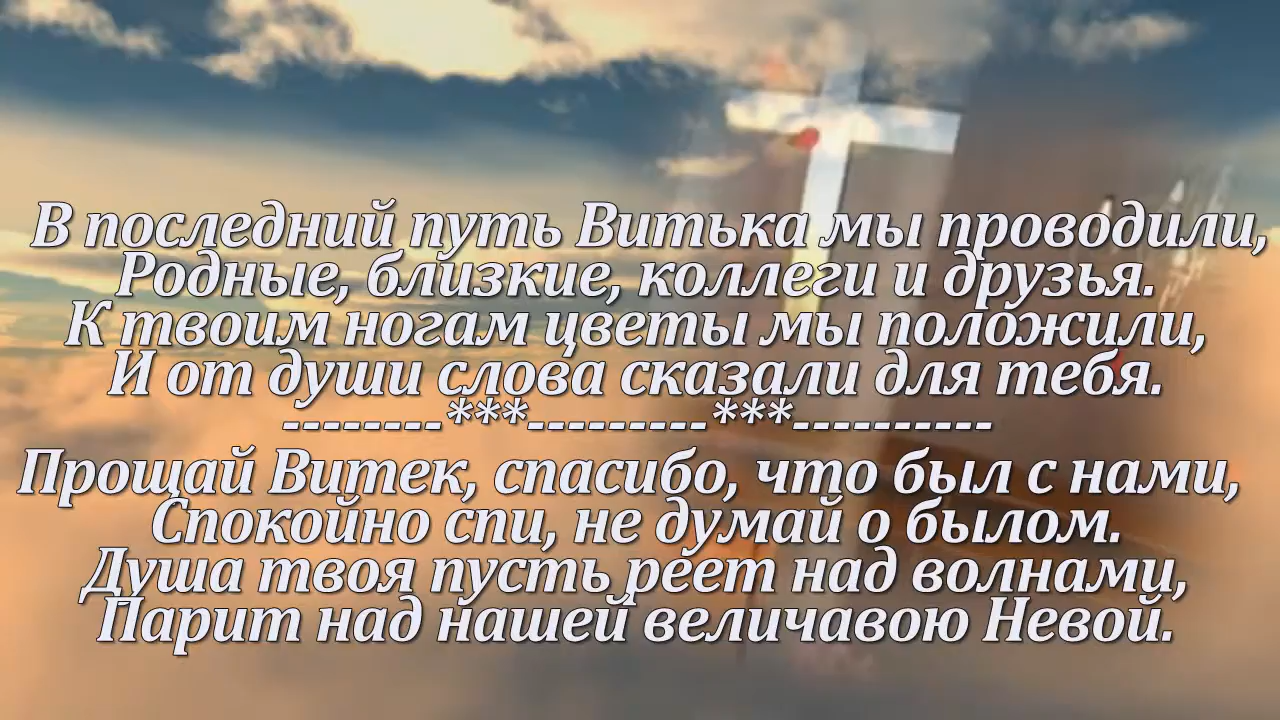 В последний путь Витька мы проводили,
Родные, близкие, коллеги и друзья.
К твоим ногам цветы мы положили,
И от души слова сказали для тебя.
--------***---------***----------
Прощай Витек, спасибо, что был с нами,
Спокойно спи, не думай о былом.
Душа твоя пусть реет над волнами,
Парит над нашей величавою Невой.